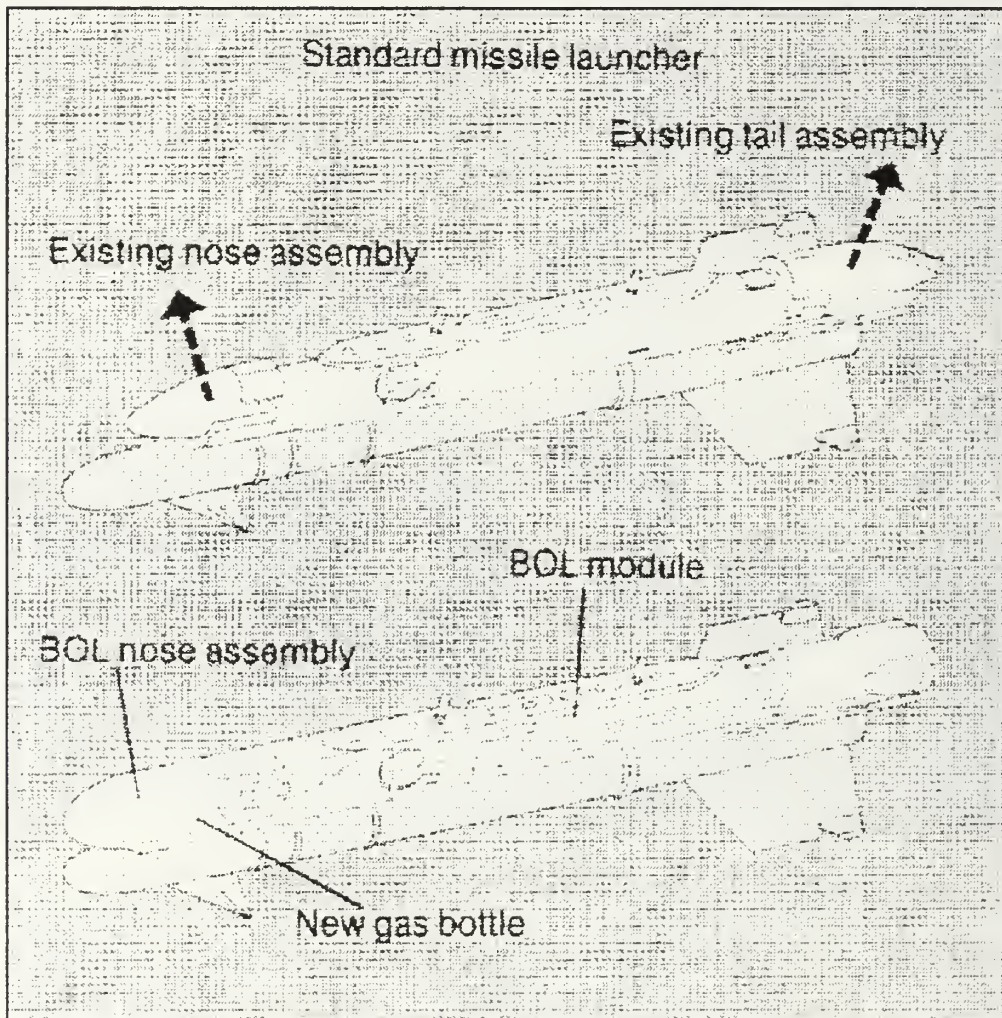 Standard missile launcher
Existing tail assembly
Existing nose assembly
BOL module
BOL nose assembly
New gas bottle